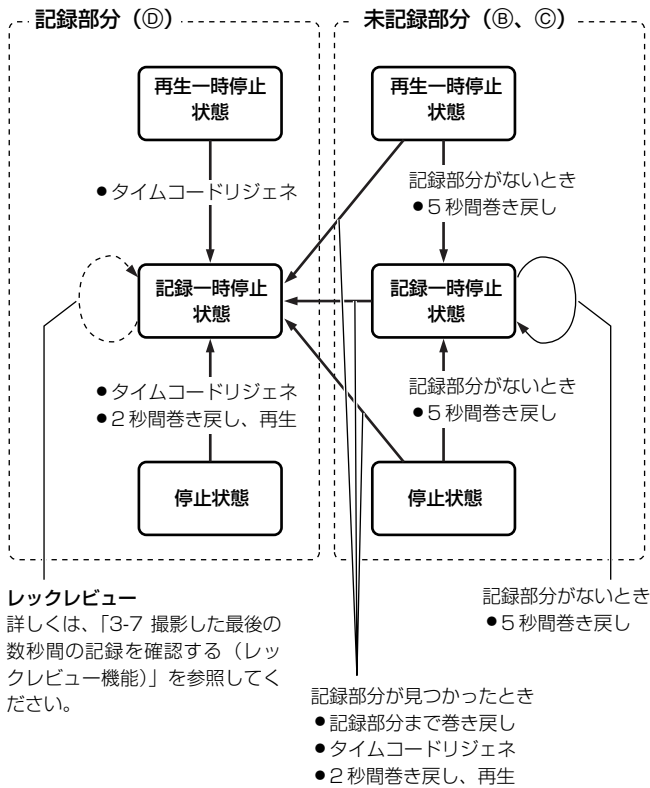 記録部分（Ⓓ）
再生一時停止
状態
●タイムコードリジェネ
記録一時停止
状態
●タイムコードリジェネ
●2秒間巻き戻し、再生
停止状態
未記録部分（Ⓑ、Ⓒ）
再生一時停止
状態
記録部分がないとき
●5秒間巻き戻し
記録一時停止
状態
記録部分がないとき
●5秒間巻き戻し
停止状態
レックレビュー
詳しくは、「3-7 撮影した最後の
数秒間の記録を確認する（レッ
クレビュー機能）」を参照してく
ださい。
記録部分が見つかったとき
●記録部分まで巻き戻し
●タイムコードリジェネ
●2秒間巻き戻し、再生
記録部分がないとき
●5秒間巻き戻し